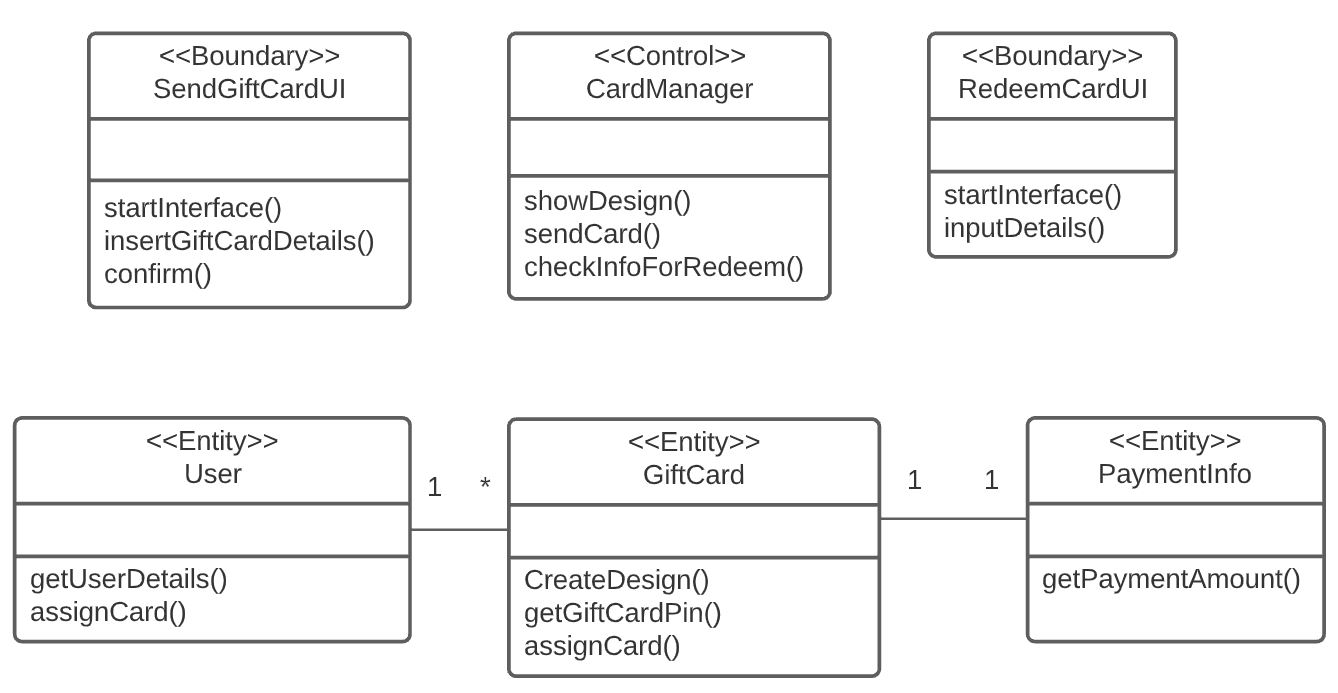 <<Boundary>>
SendGiftCardUI
startInterface()
insertGiftCardDetails()
confirm()
<<Control>>
CardManager
showDesign()
sendCard()
checkInfoForRedeem()
<<Boundary>>
RedeemCardUI
startInterface()
inputDetails()
<<Entity>>
User
getUserDetails()
assignCard()
1 *
<<Entity>>
GiftCard
CreateDesign()
getGiftCardPin()
assignCard()
1 1
<<Entity>>
PaymentInfo
getPaymentAmount()